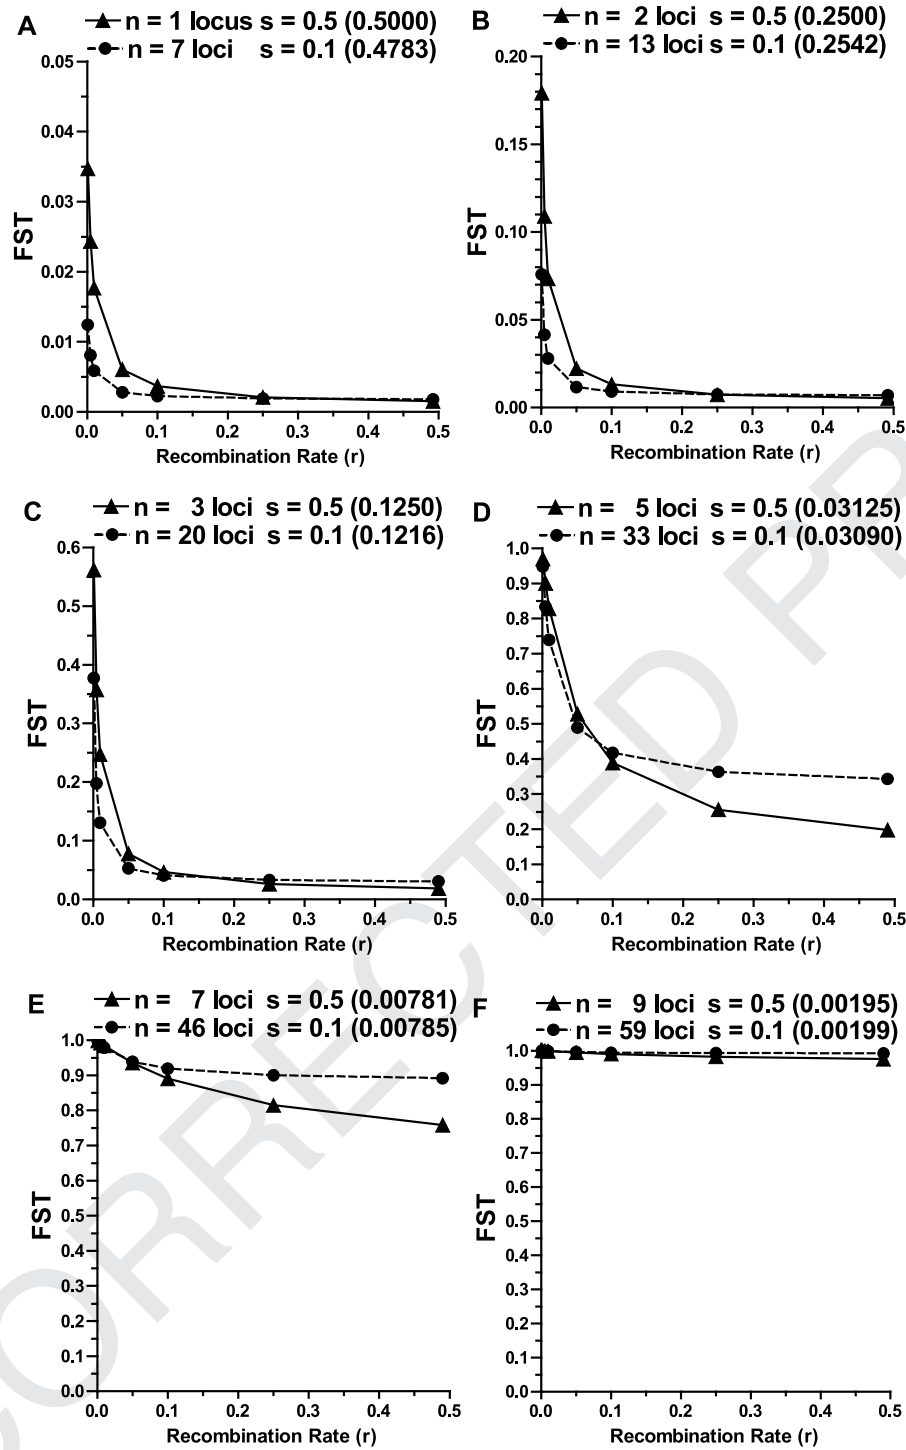 A
n = 1 locus s = 0.5 (0.5000)
n = 7 loci s = 0.1 (0.4783)
0.05
0.04
0.03
0.02
0.01
0.00
FST
0.0 0.1 0.2 0.3 0.4 0.5
Recombination Rate (r)
B
n = 2 loci s = 0.5 (0.2500)
n = 13 loci s = 0.1 (0.2542)
0.20
0.15
0.10
0.05
0.00
FST
0.0 0.1 0.2 0.3 0.4 0.5
Recombination Rate (r)
C
n = 3 loci s = 0.5 (0.1250)
n = 20 loci s = 0.1 (0.1216)
0.6
0.5
0.4
0.3
0.2
0.1
0.0
FST
0.0 0.1 0.2 0.3 0.4 0.5
Recombination Rate (r)
D
n = 5 loci s = 0.5 (0.03125)
n = 33 loci s = 0.1 (0.03090)
1.0
0.9
0.8
0.7
0.6
0.5
0.4
0.3
0.2
0.1
0.0
FST
0.0 0.1 0.2 0.3 0.4 0.5
Recombination Rate (r)
E
n = 7 loci s = 0.5 (0.00781)
n = 46 loci s = 0.1 (0.00785)
1.0
0.9
0.8
0.7
0.6
0.5
0.4
0.3
0.2
0.1
0.0
FST
0.0 0.1 0.2 0.3 0.4 0.5
Recombination Rate (r)
F
n = 9 loci s = 0.5 (0.00195)
n = 59 loci s = 0.1 (0.00199)
1.0
0.9
0.8
0.7
0.6
0.5
0.4
0.3
0.2
0.1
0.0
FST
0.0 0.1 0.2 0.3 0.4 0.5
Recombination Rate (r)
CORRECTED PR